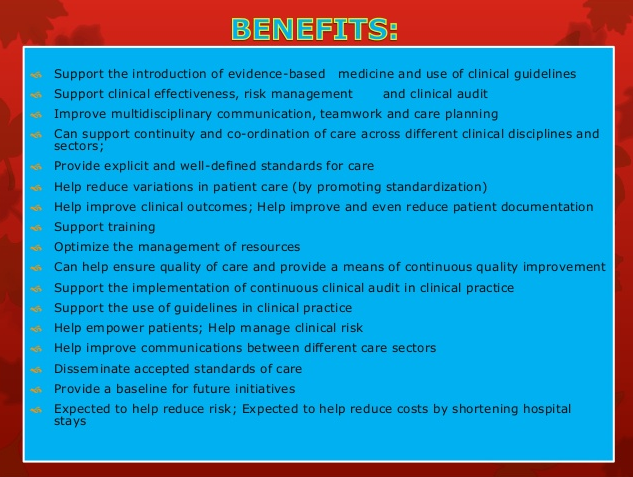 BENEFITS:
Support the introduction of evidence-based medicine and use of clinical guidelines
Support clinical effectiveness, risk management and clinical audit
Improve multidisciplinary communication, teamwork and care planning
Can support continuity and co-ordination of care across different clinical disciplines and
sectors;
Provide explicit and well-defined standards for care
Help reduce variations in patient care (by promoting standardization)
Help improve clinical outcomes; Help improve and even reduce patient documentation
Support training
Optimize the management of resources
Can help ensure quality of care and provide a means of continuous quality improvement
Support the implementation of continuous clinical audit in clinical practice
Support the use of guidelines in clinical practice
Help empower patients; Help manage clinical risk
Help improve communications between different care sectors
Disseminate accepted standards of care
Provide a baseline for future initiatives
Expected to help reduce risk; Expected to help reduce costs by shortening hospital
stays